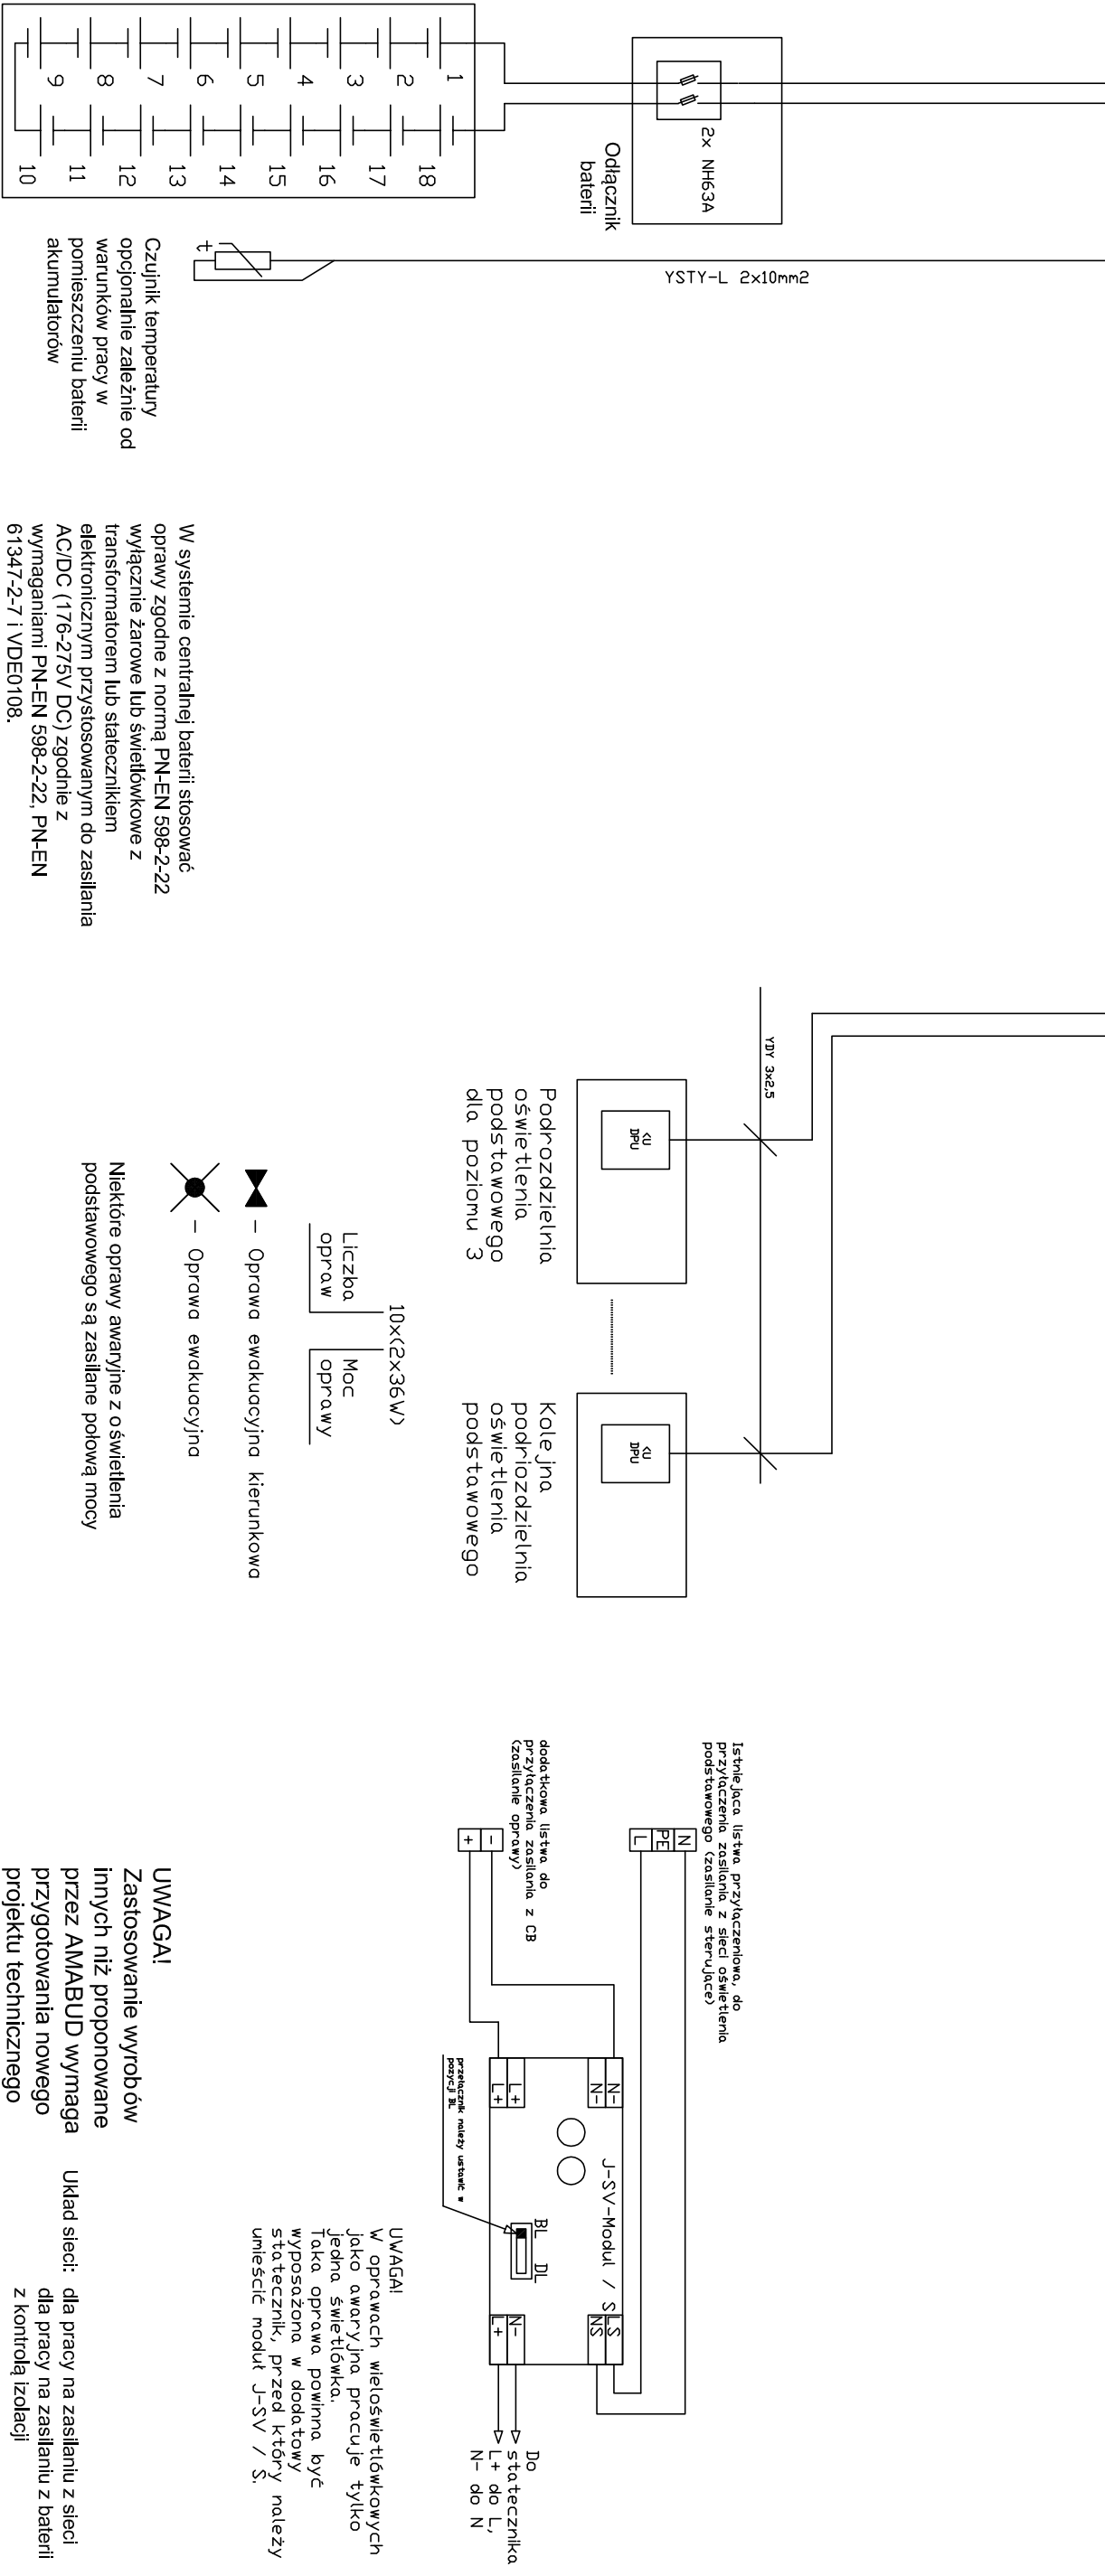 1
2
3
4
5
6
7
8
9
18
17
16
15
14
13
12
11
10
2x NH63A
Odłącznik
baterii
YSTY-L 2x10mm2
t
Czujnik temperatury
opcjonalnie zależnie od
warunków pracy w
pomieszczeniu baterii
akumulatorów
W systemie centralnej baterii stosować
oprawy zgodne z normą PN-EN 598-2-22
wyłącznie żarowe lub świetlówkowe z
transformatorem lub statecznikiem
elektronicznym przystosowanym do zasilania
AC/DC (176-275V DC) zgodnie z
wymaganiami PN-EN 598-2-22, PN-EN
61347-2-7 i VDE0108.
YDY 3x2,5
<U
DPU
<U
DPU
Podrozdzielnia
oświetlenia
podstawowego
dla poziomu 3
Kolejna
podriozdzielnia
oświetlenia
podstawowego
10x(2x36W)
Liczba
opraw
Moc
oprawy
- Oprawa ewakuacyjna kierunkowa
- Oprawa ewakuacyjna
Niektóre oprawy awaryjne z oświetlenia
podstawowego są zasilane połową mocy
Istniejąca listwa przyłączeniowa, do
przyłączenia zasilania z sieci oświetlenia
podstawowego (zasilanie sterujące)
N
PE
L
dodatkowa listwa do
przyłączenia zasilania z CB
(zasilanie oprawy)
-
+
N-
N-
L+
L+
J-SV-Modul / S
BL DL
LS
NS
N-
L+
przełącznik należy ustawić w
pozycji BL
Do
statecznika
L+ do L,
N- do N
UWAGA!
W oprawach wieloświetlówkowych
jako awaryjna pracuje tylko
jedna świetlówka.
Taka oprawa powinna być
wyposażona w dodatowy
statecznik, przed który należy
umieścić moduł J-SV / S.
UWAGA!
Zastosowanie wyrobów
innych niż proponowane
przez AMABUD wymaga
przygotowania nowego
projektu technicznego
Układ sieci: dla pracy na zasilaniu z sieci
dla pracy na zasilaniu z baterii
z kontrolą izolacji